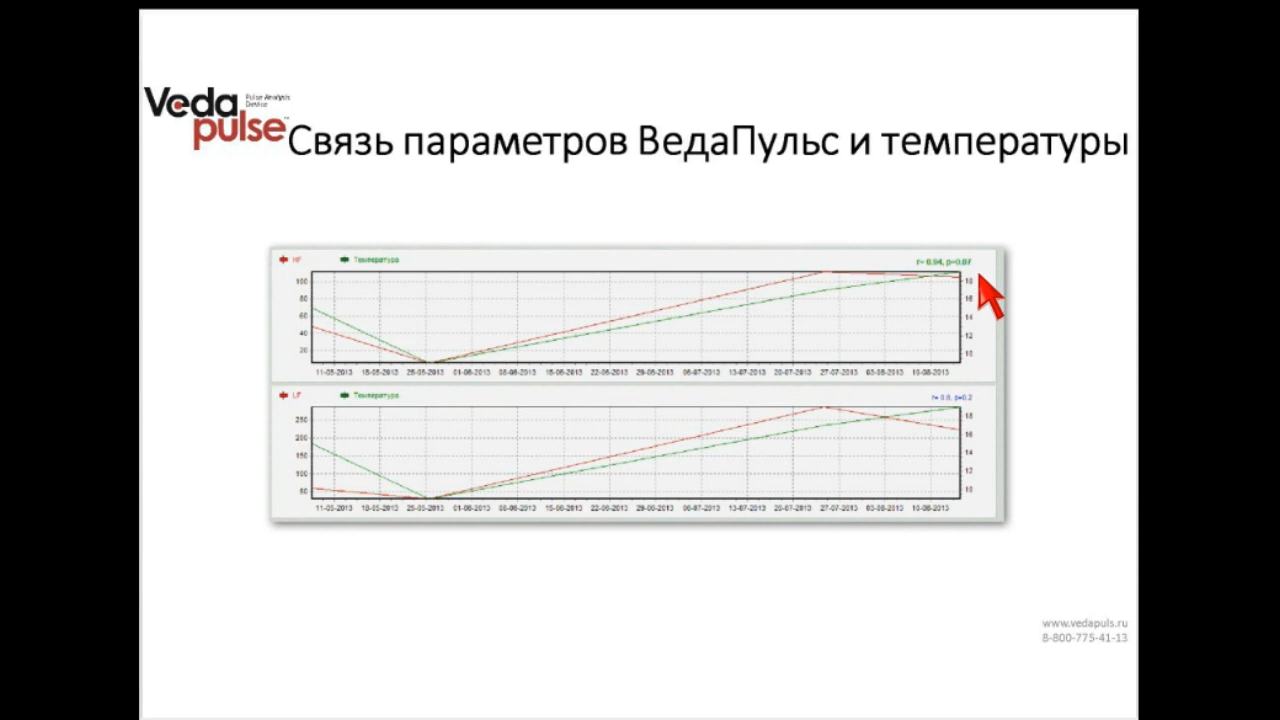 Veda
pulse
Pulse Analysis
Device
Связь параметров ВедаПульс и температуры
HF Температура r= 0.94, p=0.07
100 80 60 40 20
18 16 14 12 10
11-05-2013 18-05-2013 25-05-2013 01-06-2013 08-06-2013 15-06-2013 22-06-2013 29-06-2013 06-07-2013 13-07-2013 20-07-2013 27-07-2013 03-08-2013 10-08-2013
LF Температура r= 0.8, p=0.2
250 200 150 100 50
18 16 14 12 10
11-05-2013 18-05-2013 25-05-2013 01-06-2013 08-06-2013 15-06-2013 22-06-2013 29-06-2013 06-07-2013 13-07-2013 20-07-2013 27-07-2013 03-08-2013 10-08-2013
www.vedapuls.ru
8-800-775-41-13